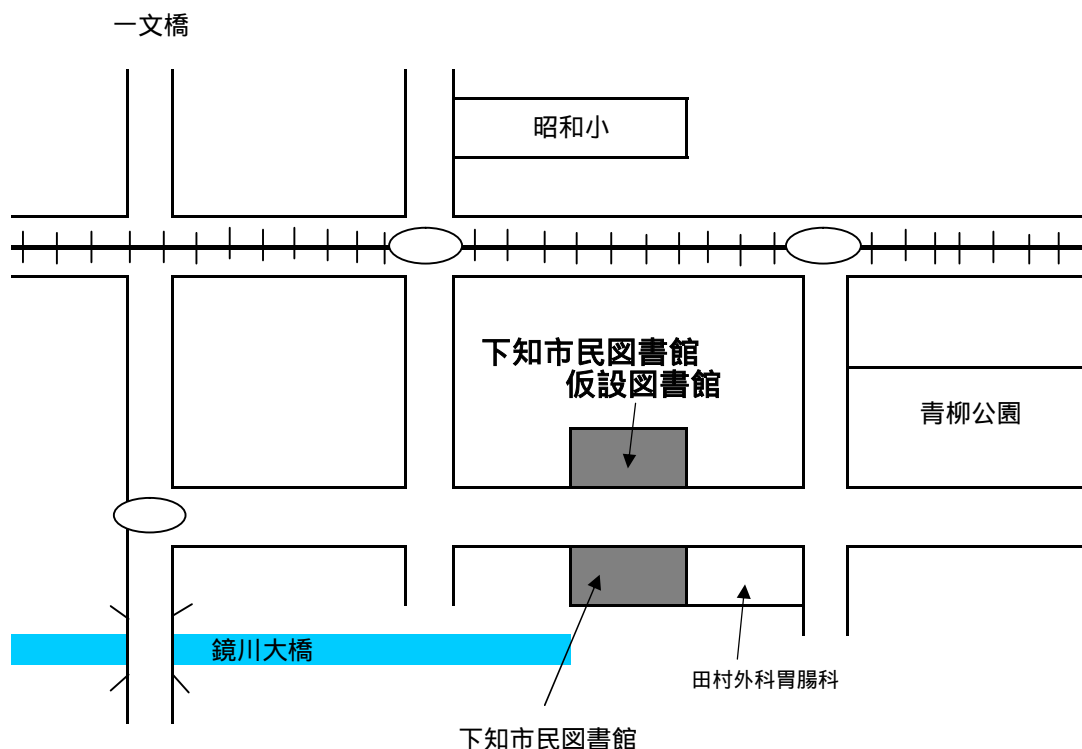 一文橋
昭和小
下知市民図書館
仮設図書館
青柳公園
鏡川大橋
田村外科胃腸科
下知市民図書館